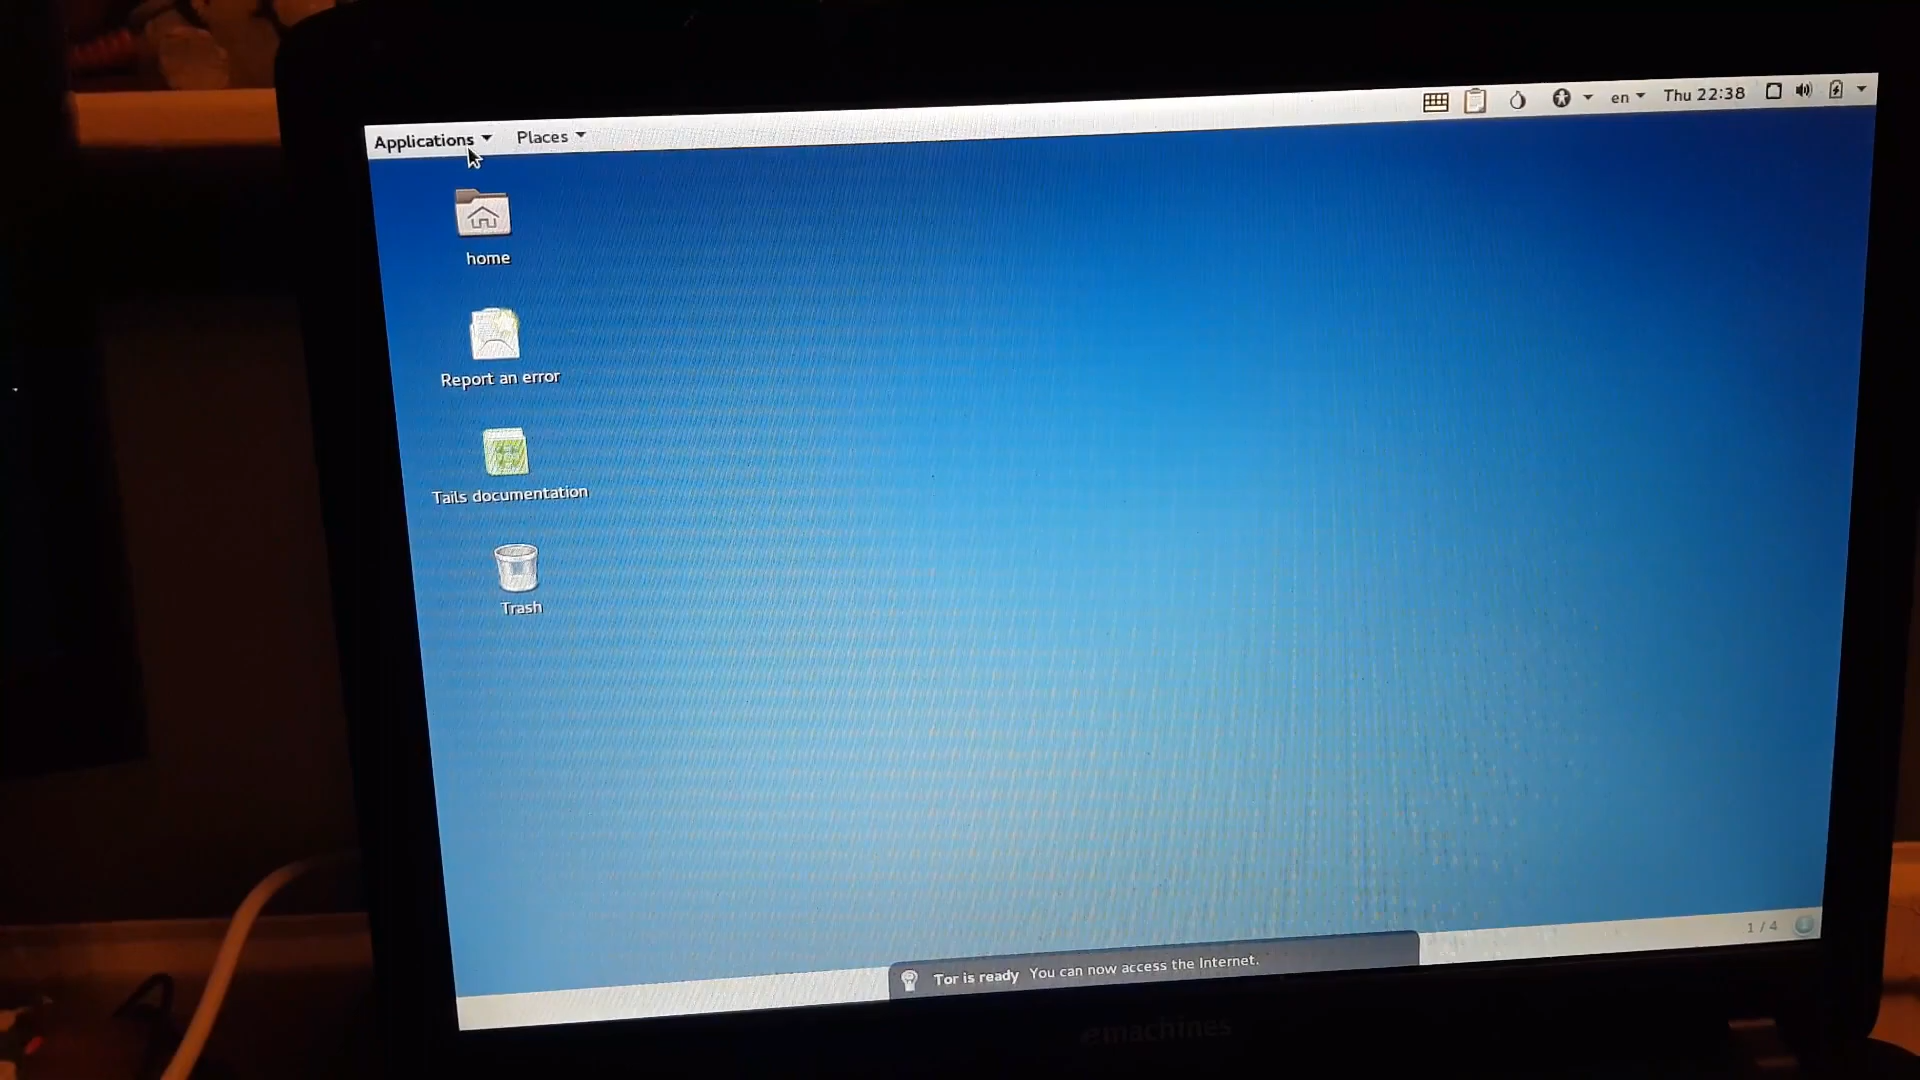 Applications Places en Thu 22:38
home
Report an error
Tails documentation
Trash
1 / 4
Tor is ready You can now access the Internet.
emachines